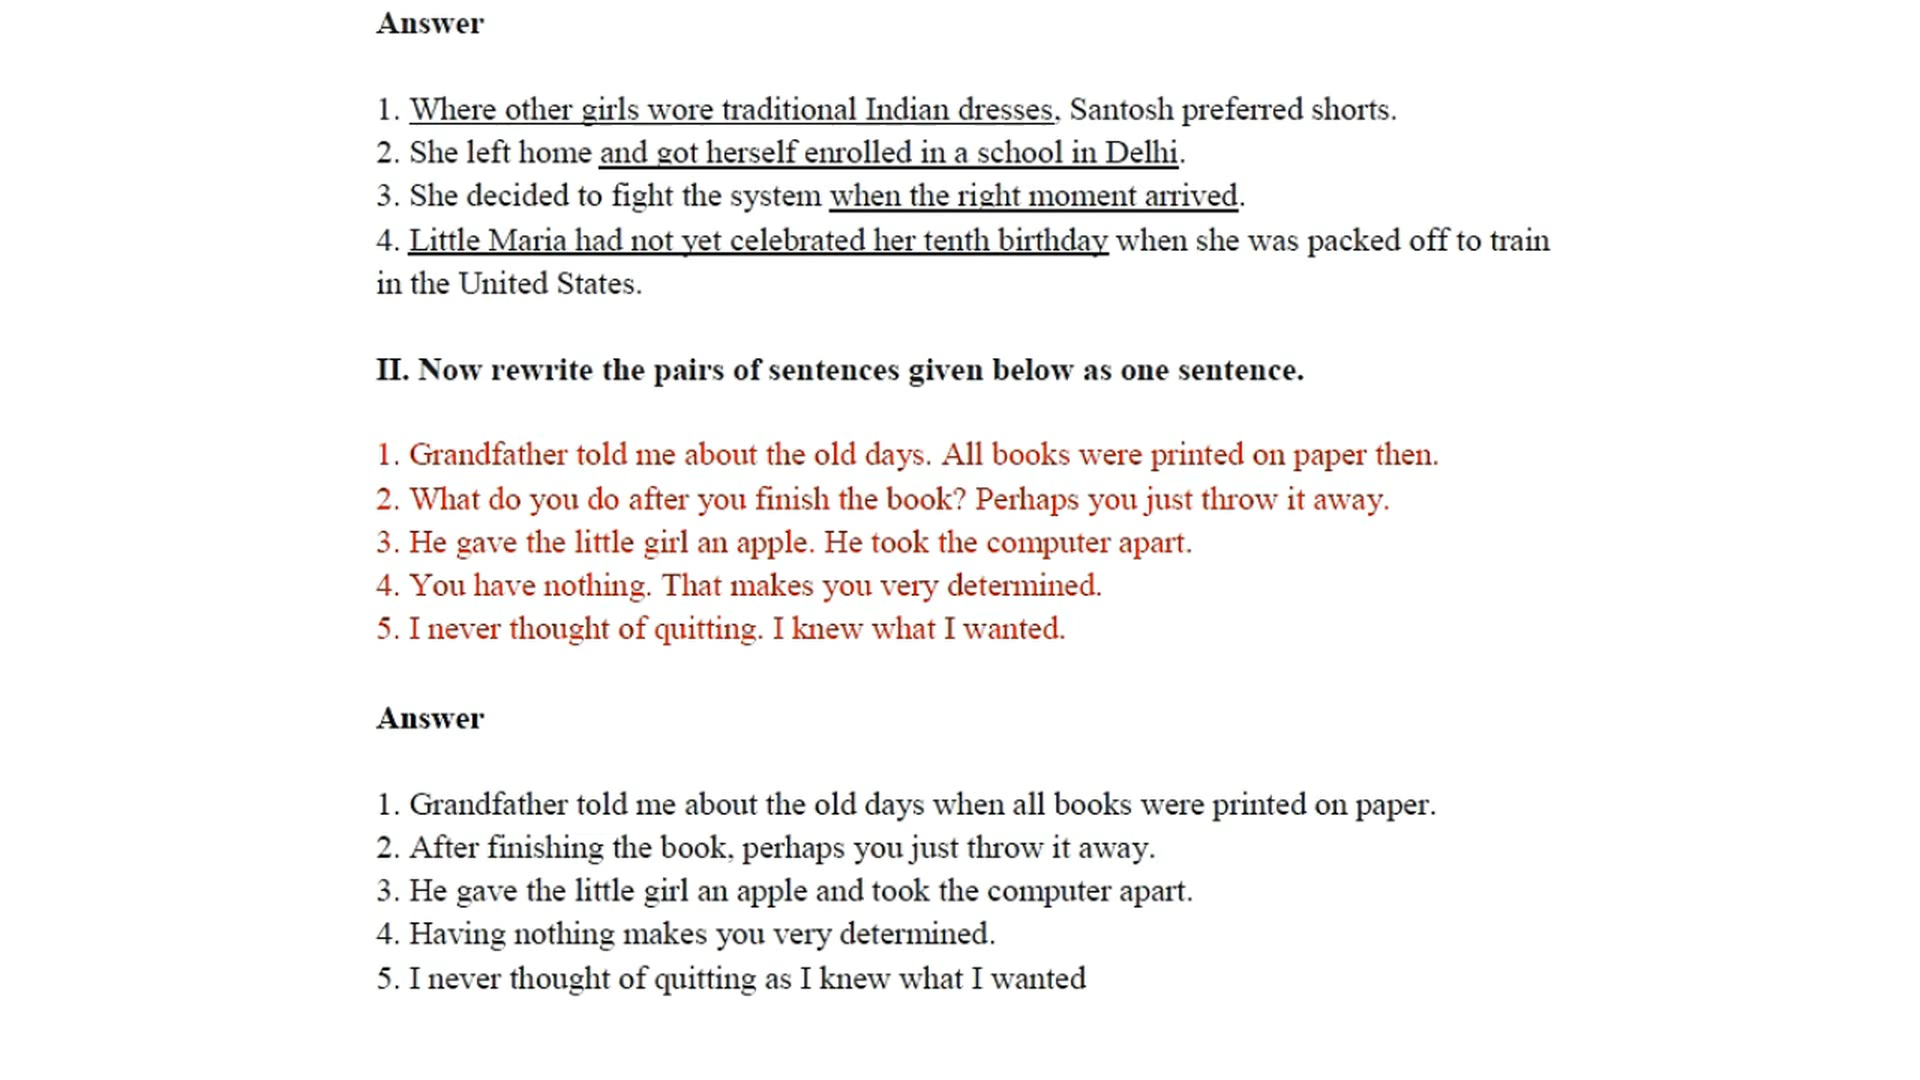 Answer
1. Where other girls wore traditional Indian dresses, Santosh preferred shorts.
2. She left home and got herself enrolled in a school in Delhi.
3. She decided to fight the system when the right moment arrived.
4. Little Maria had not yet celebrated her tenth birthday when she was packed off to train
in the United States.
II. Now rewrite the pairs of sentences given below as one sentence.
1. Grandfather told me about the old days. All books were printed on paper then.
2. What do you do after you finish the book? Perhaps you just throw it away.
3. He gave the little girl an apple. He took the computer apart.
4. You have nothing. That makes you very determined.
5. I never thought of quitting. I knew what I wanted.
Answer
1. Grandfather told me about the old days when all books were printed on paper.
2. After finishing the book, perhaps you just throw it away.
3. He gave the little girl an apple and took the computer apart.
4. Having nothing makes you very determined.
5. I never thought of quitting as I knew what I wanted